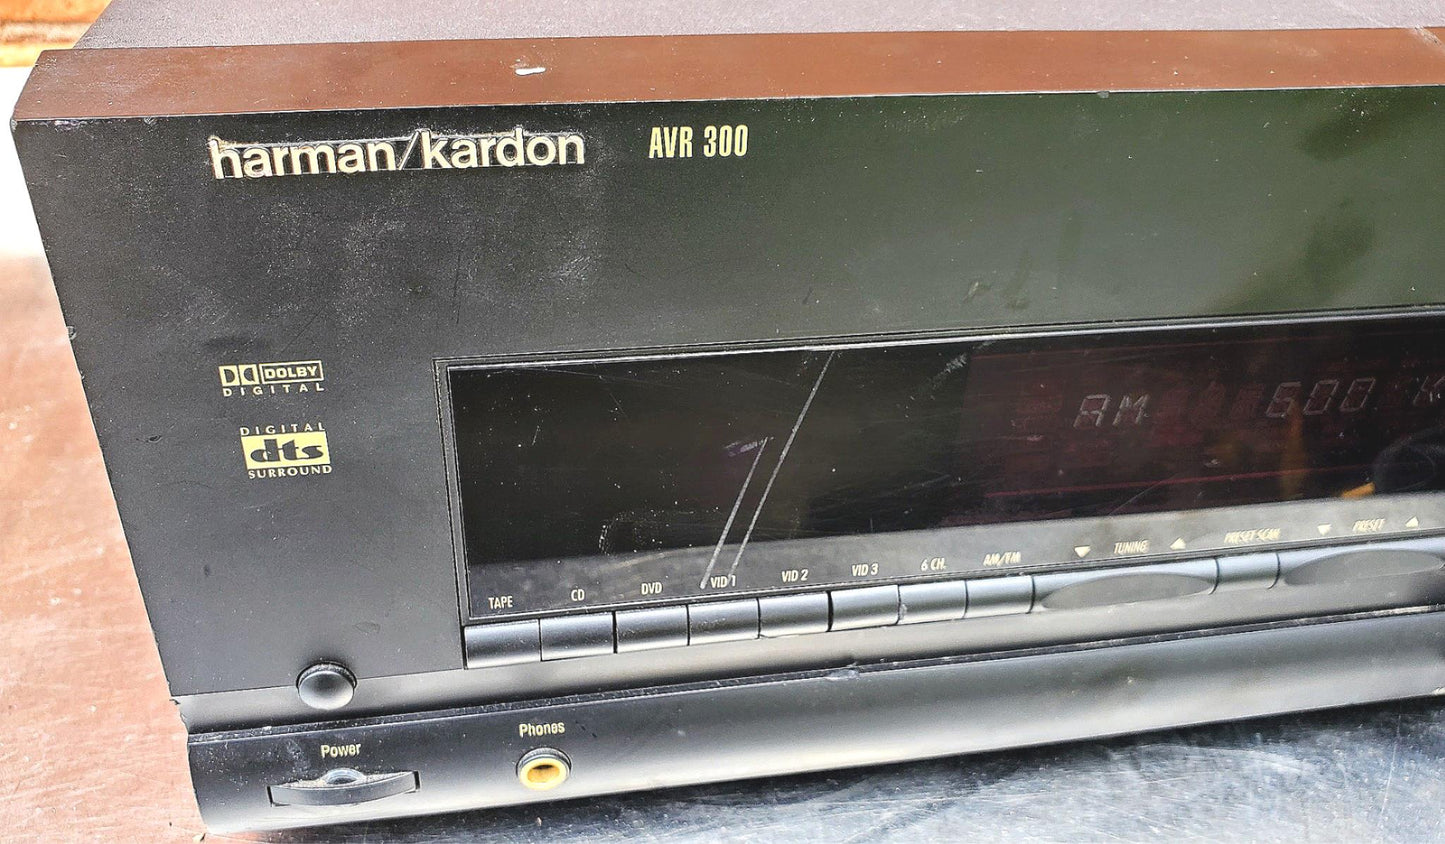 harman/kardon AVR 300
DOLBY
DIGITAL
DIGITAL
dts
SURROUND
AM 600 K
TAPE CD DVD VID 1 VID 2 VID 3 6 CH. AM/FM TUNING PRESET SCAN PRESET
Power
Phones